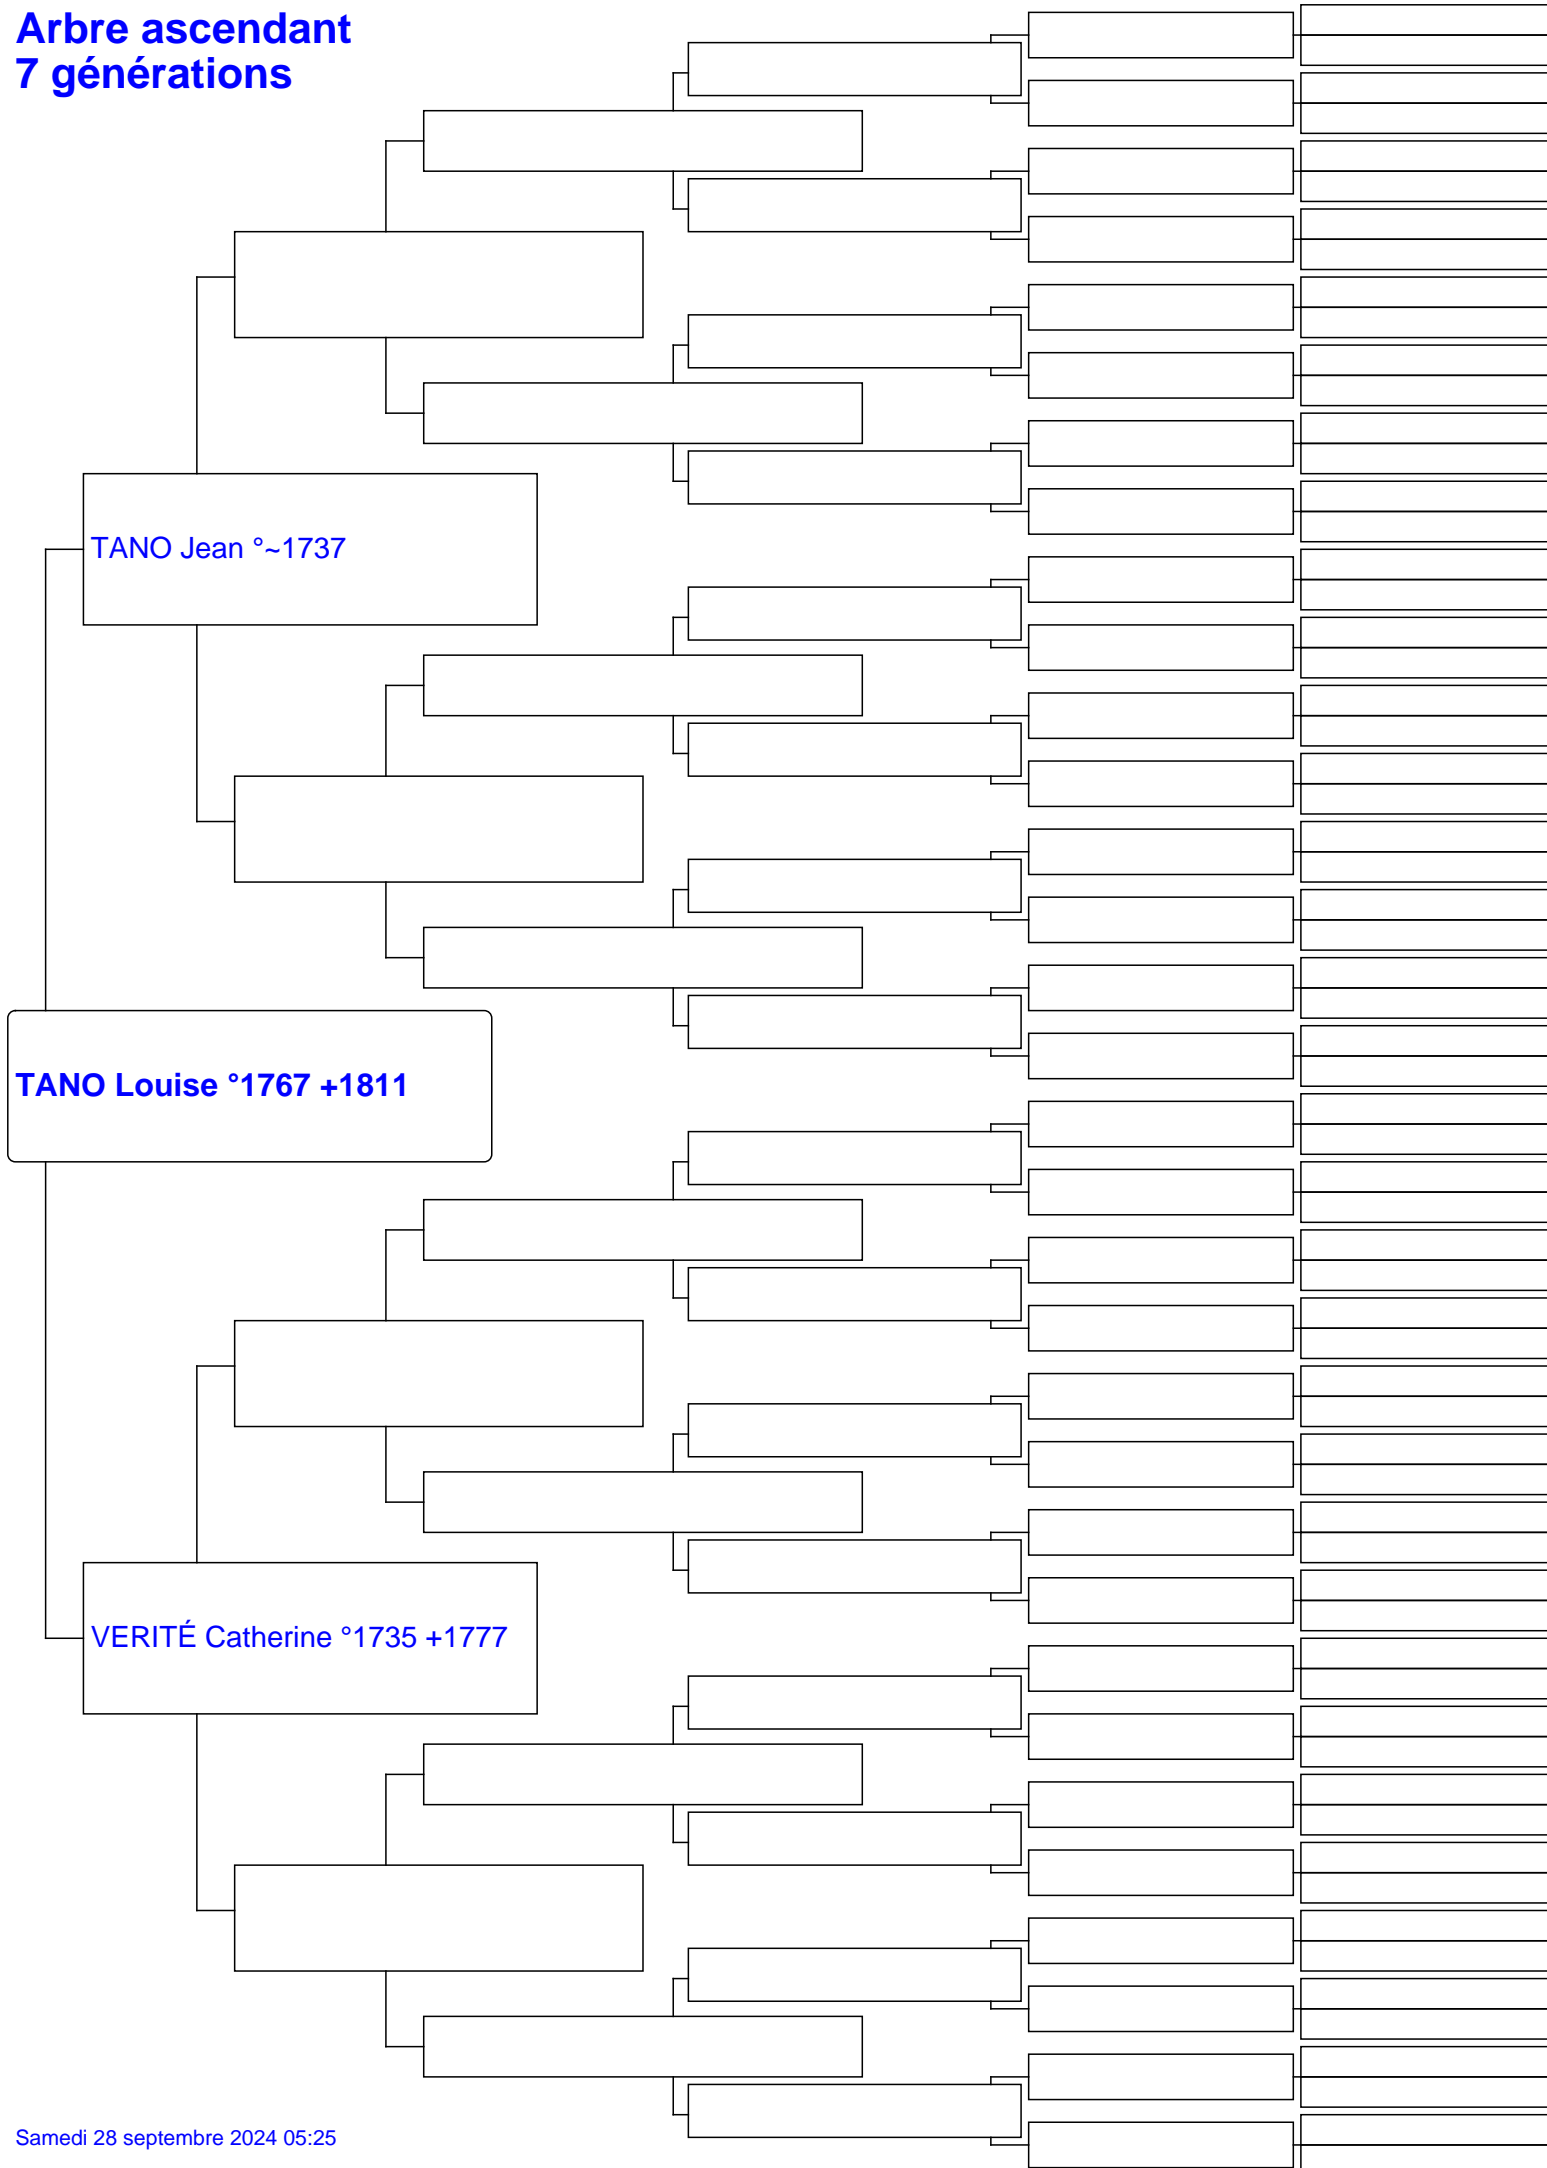 Arbre ascendant
7 générations
TANO Jean °~1737
TANO Louise °1767 +1811
VERITÉ Catherine °1735 +1777
Samedi 28 septembre 2024 05:25